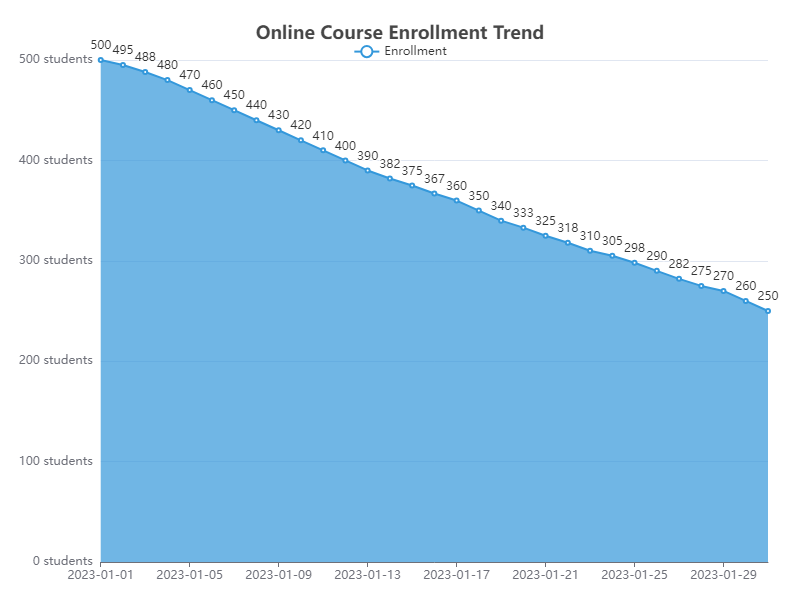 Online Course Enrollment Trend
Enrollment
500 students
400 students
300 students
200 students
100 students
0 students
500 495 488 480 470 460 450 440 430 420 410 400 390 382 375 367 360 350 340 333 325 318 310 305 298 290 282 275 270 260 250
2023-01-01 2023-01-05 2023-01-09 2023-01-13 2023-01-17 2023-01-21 2023-01-25 2023-01-29